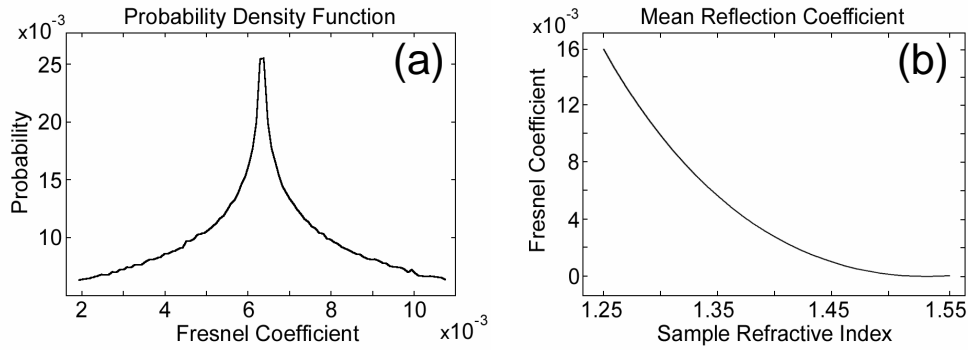 Probability Density Function
x10⁻³
(a)
25
20
15
10
Probability
2 4 6 8 10
Fresnel Coefficient
x10⁻³
Mean Reflection Coefficient
x10⁻³
(b)
16
12
8
4
0
Fresnel Coefficient
1.25 1.35 1.45 1.55
Sample Refractive Index